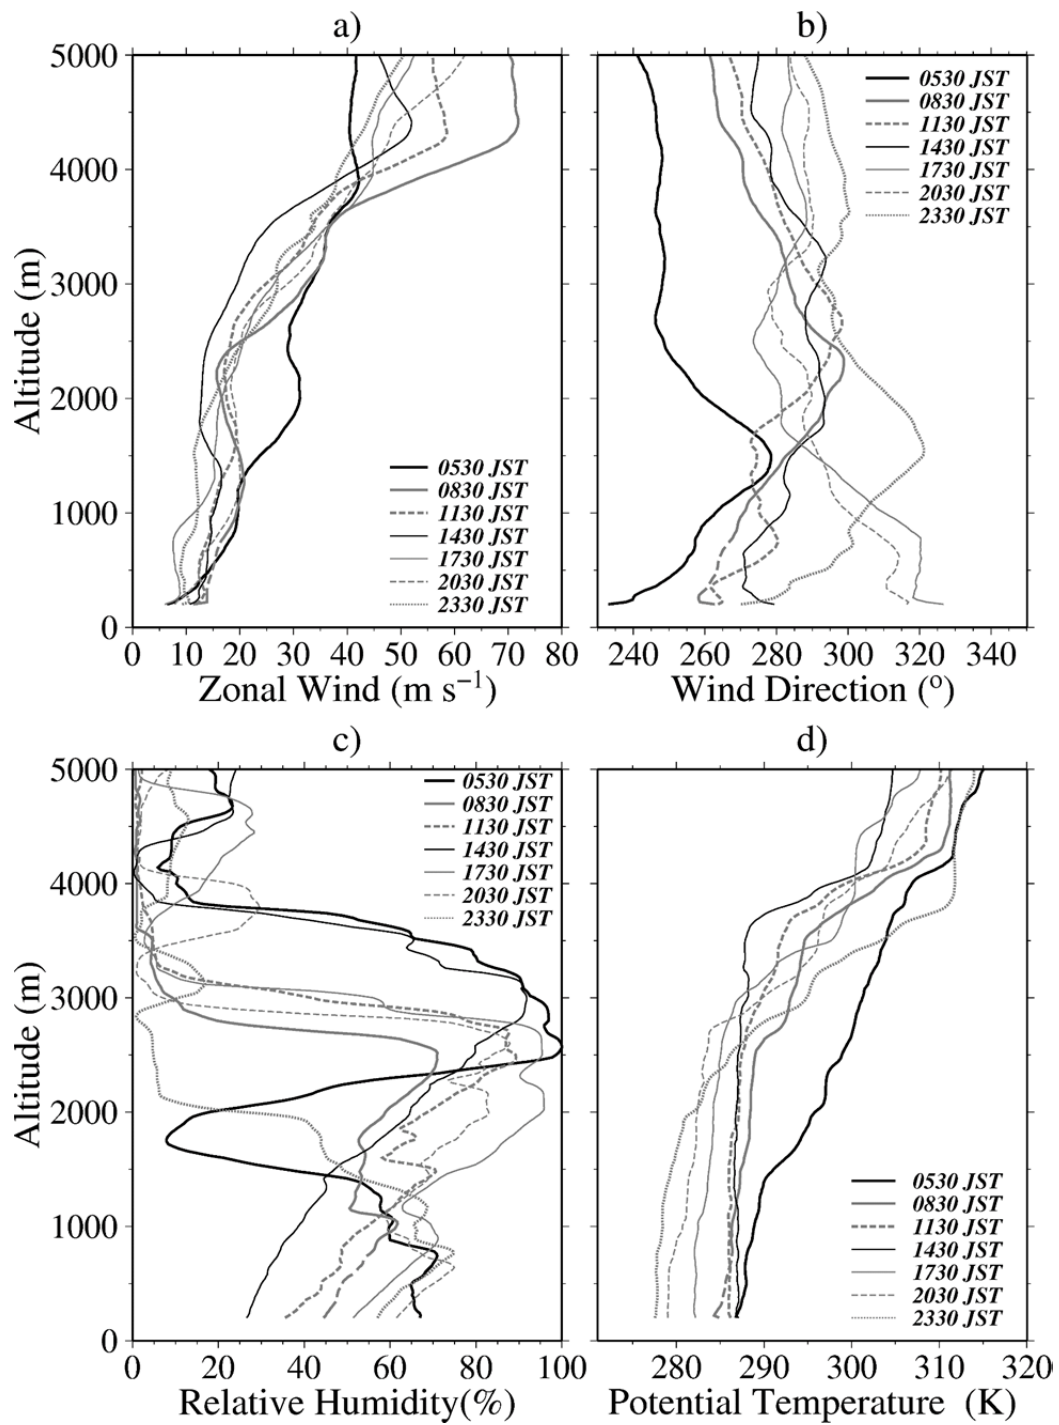 a)
5000
4000
3000
2000
1000
0
Altitude (m)
0530 JST
0830 JST
1130 JST
1430 JST
1730 JST
2030 JST
2330 JST
0 10 20 30 40 50 60 70 80
Zonal Wind (m s⁻¹)
b)
0530 JST
0830 JST
1130 JST
1430 JST
1730 JST
2030 JST
2330 JST
240 260 280 300 320 340
Wind Direction (°)
c)
5000
4000
3000
2000
1000
0
Altitude (m)
0530 JST
0830 JST
1130 JST
1430 JST
1730 JST
2030 JST
2330 JST
0 20 40 60 80 100
Relative Humidity(%)
d)
0530 JST
0830 JST
1130 JST
1430 JST
1730 JST
2030 JST
2330 JST
280 290 300 310 320
Potential Temperature (K)